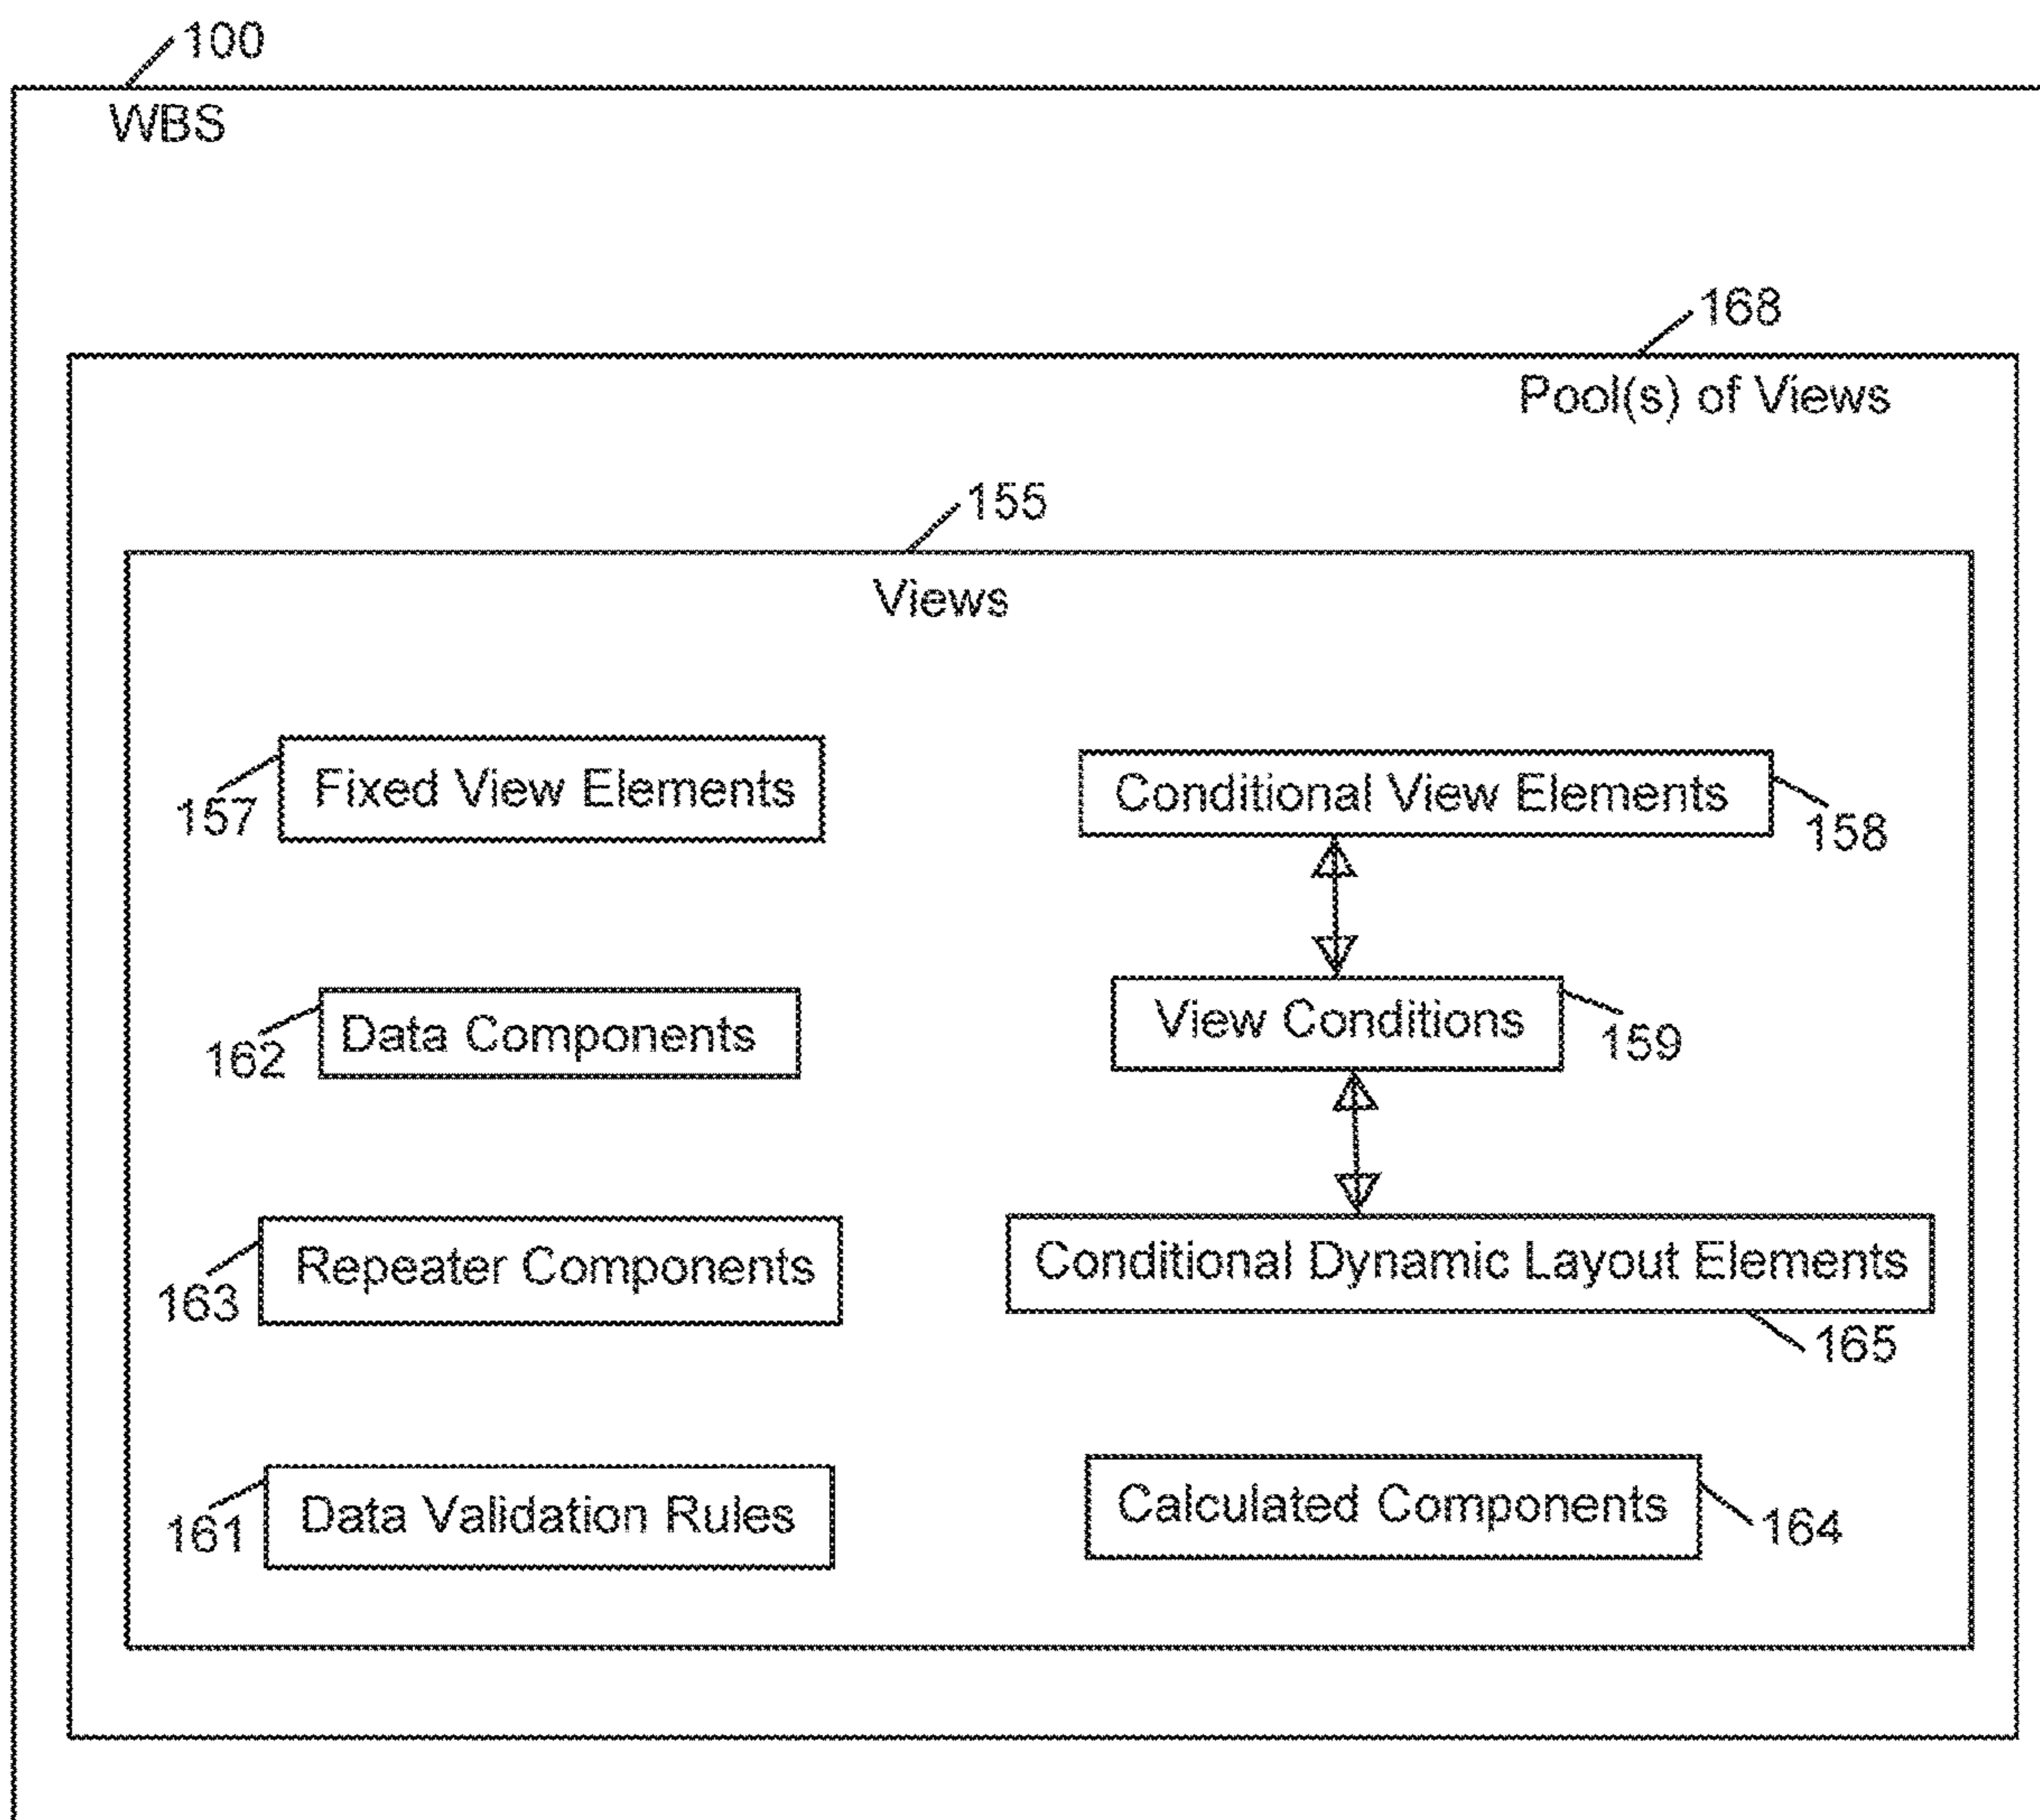 100
WBS
168
Pool(s) of Views
155
Views
Fixed View Elements
157
Conditional View Elements
158
Data Components
162
View Conditions
159
Repeater Components
163
Conditional Dynamic Layout Elements
165
Data Validation Rules
161
Calculated Components
164